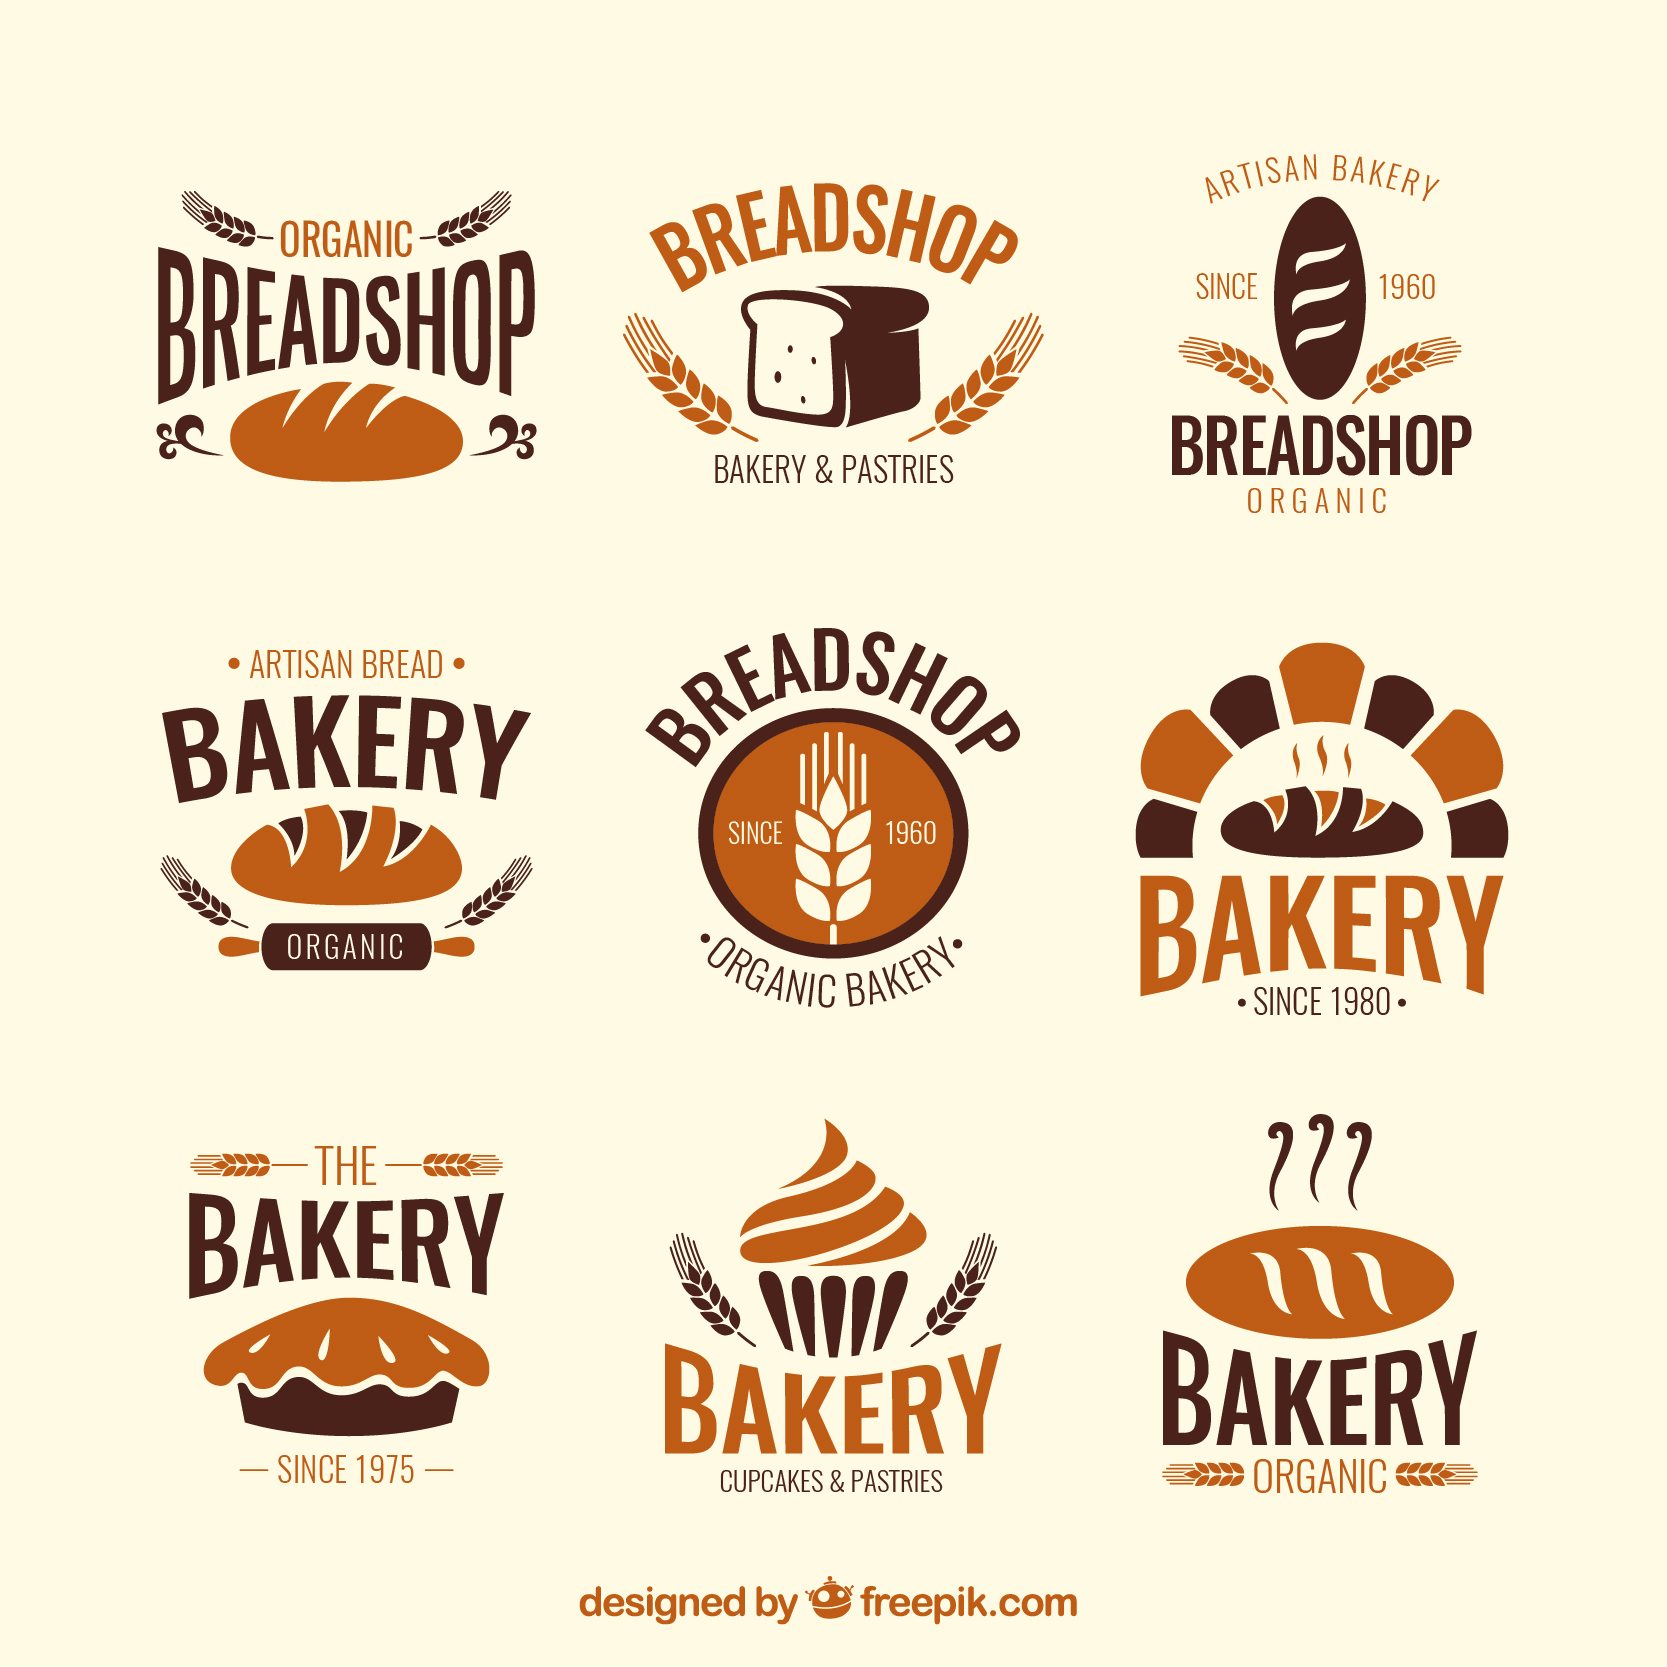 ORGANIC
BREADSHOP
BREADSHOP
BAKERY & PASTRIES
ARTISAN BAKERY
SINCE 1960
BREADSHOP
ORGANIC
• ARTISAN BREAD •
BAKERY
ORGANIC
BREADSHOP
SINCE 1960
•ORGANIC BAKERY•
BAKERY
• SINCE 1980 •
THE
BAKERY
— SINCE 1975 —
BAKERY
CUPCAKES & PASTRIES
BAKERY
ORGANIC
designed by freepik.com